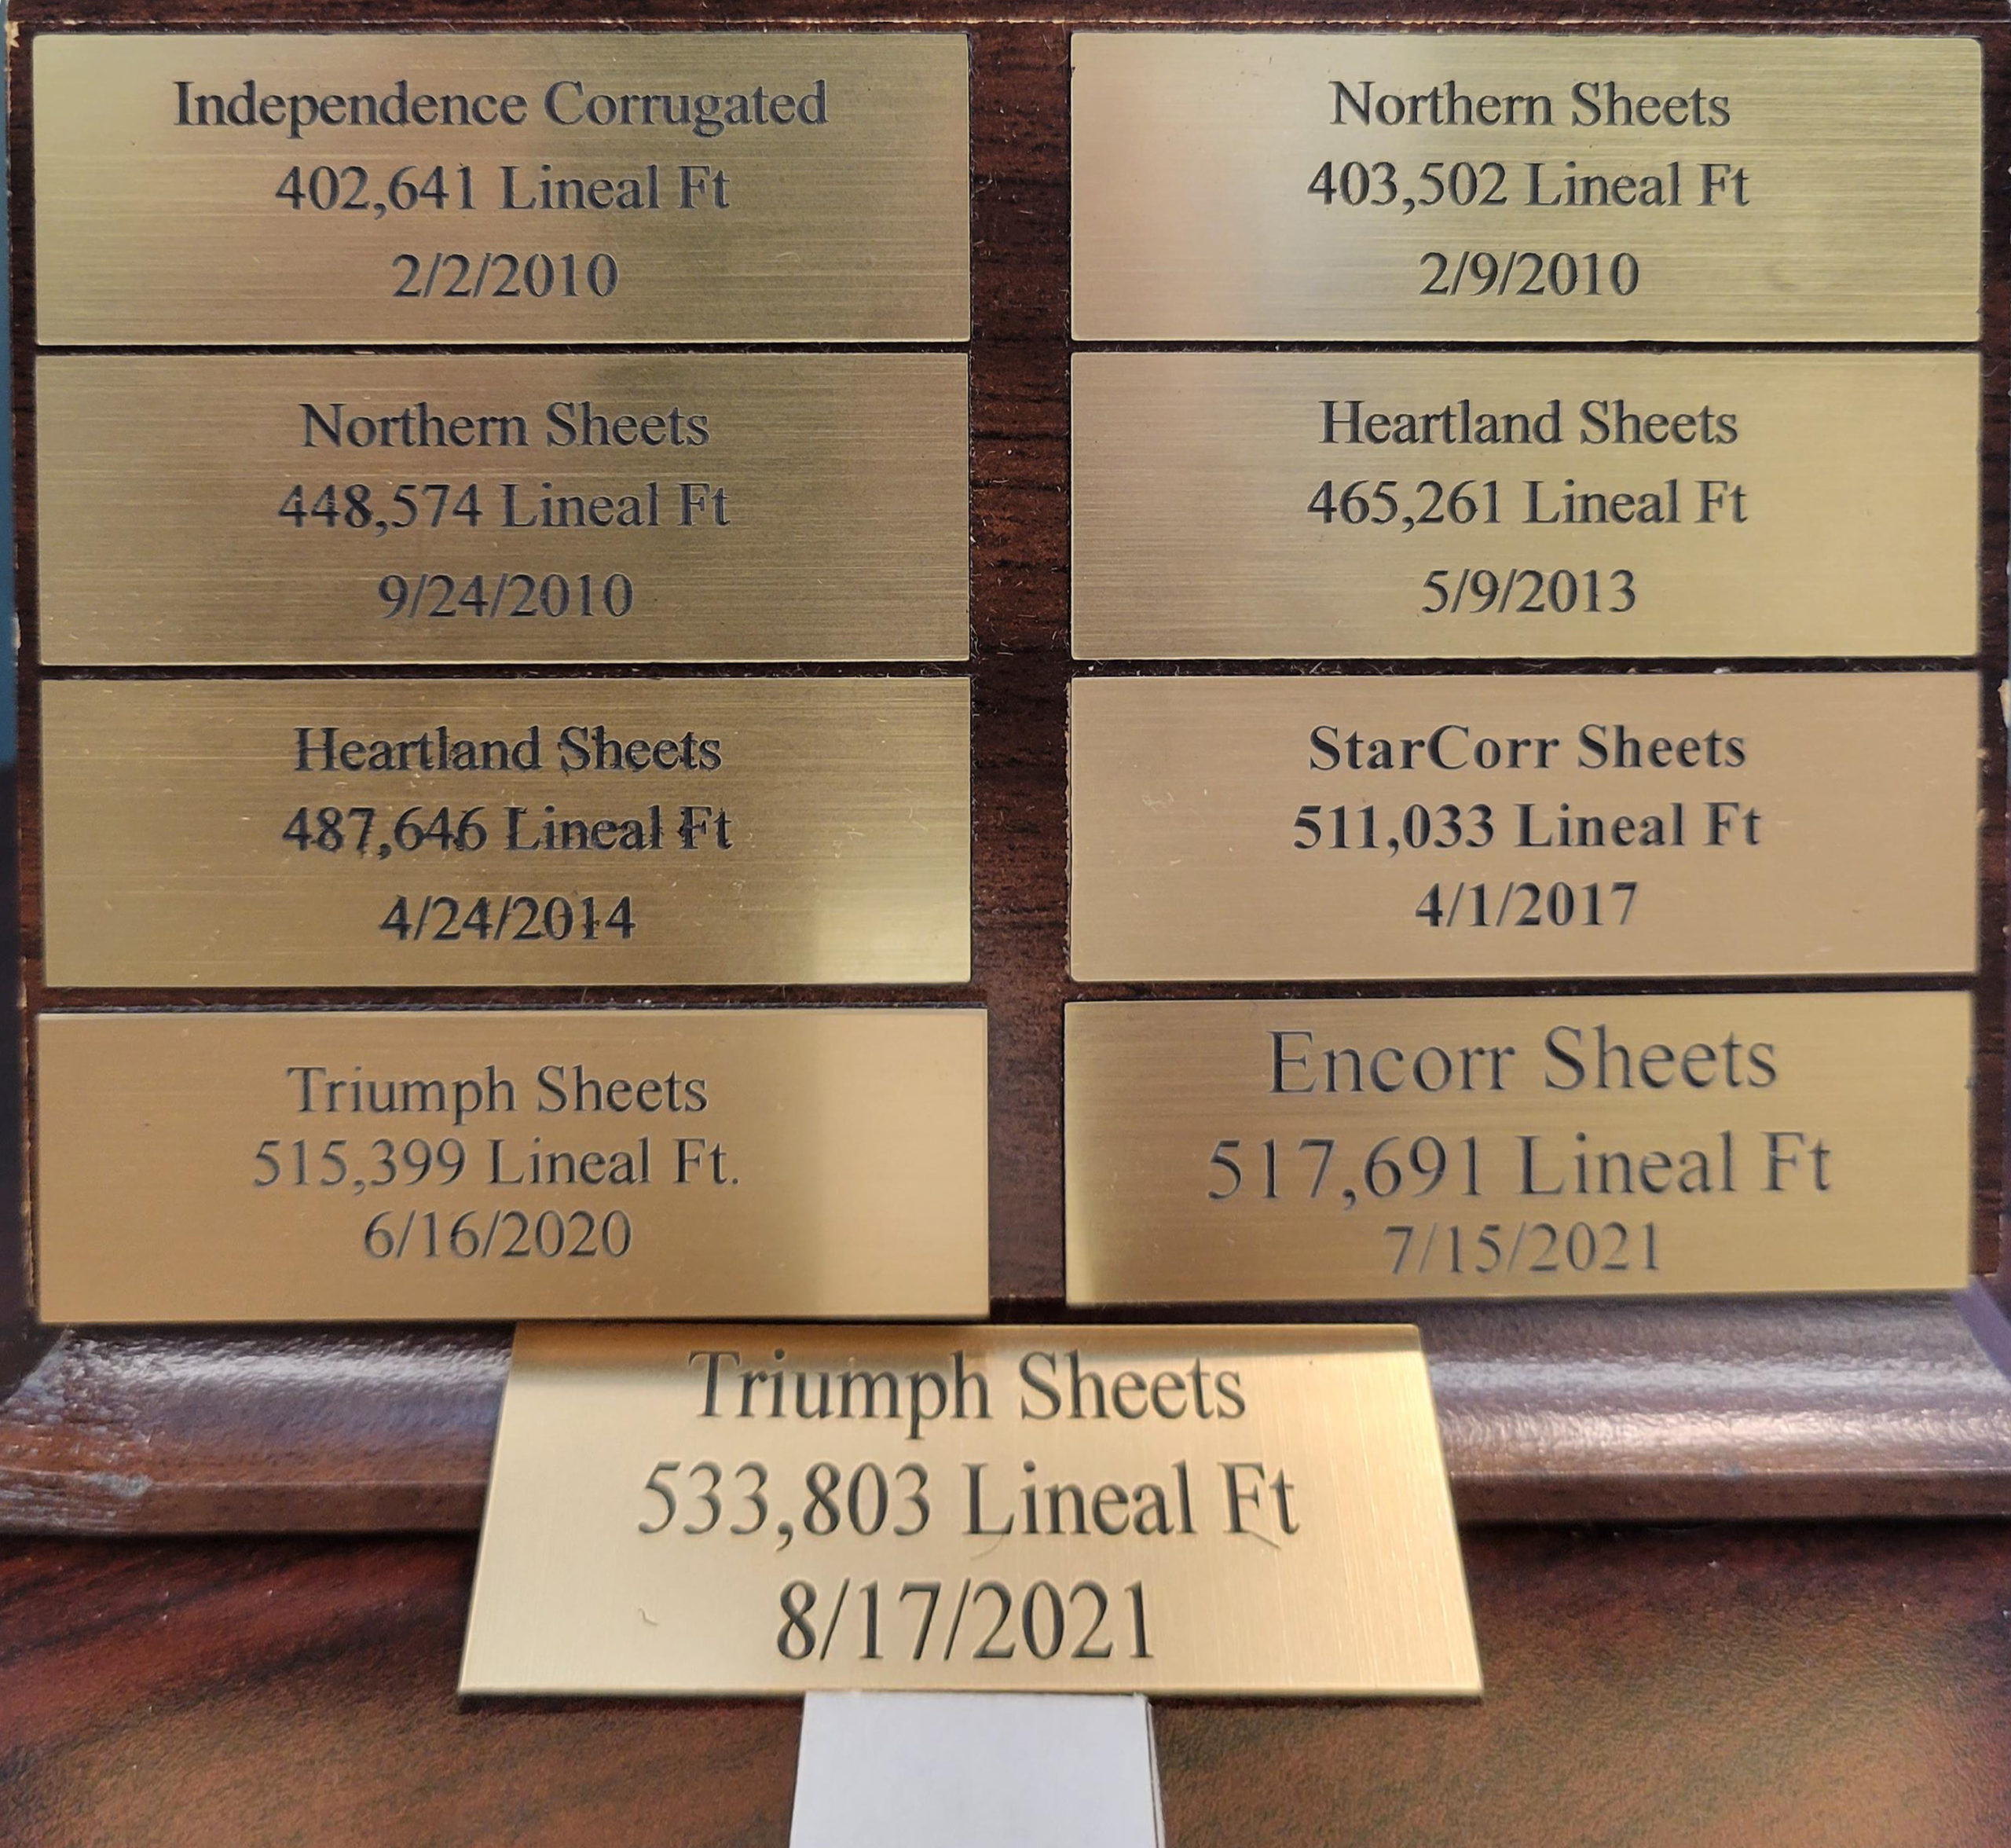 Independence Corrugated
402,641 Lineal Ft
2/2/2010
Northern Sheets
403,502 Lineal Ft
2/9/2010
Northern Sheets
448,574 Lineal Ft
9/24/2010
Heartland Sheets
465,261 Lineal Ft
5/9/2013
Heartland Sheets
487,646 Lineal Ft
4/24/2014
StarCorr Sheets
511,033 Lineal Ft
4/1/2017
Triumph Sheets
515,399 Lineal Ft.
6/16/2020
Encorr Sheets
517,691 Lineal Ft
7/15/2021
Triumph Sheets
533,803 Lineal Ft
8/17/2021